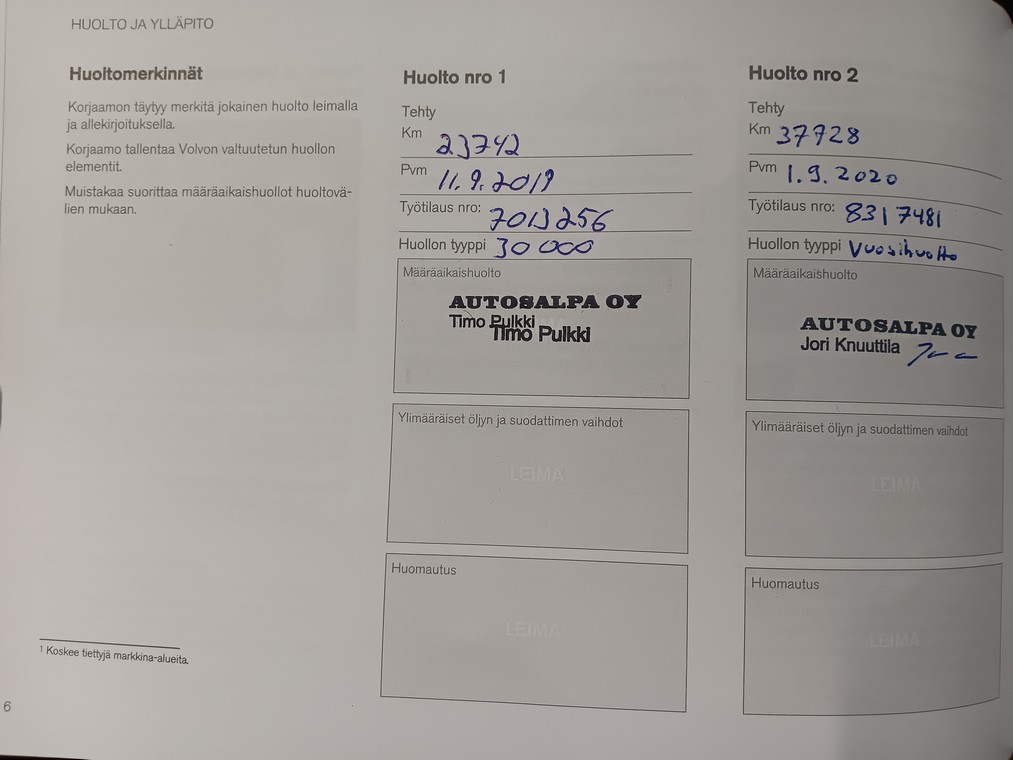 HUOLTO JA YLLÄPITO
Huoltomerkinnät
Korjaamon täytyy merkitä jokainen huolto leimalla
ja allekirjoituksella.
Korjaamo tallentaa Volvon valtuutetun huollon
elementit.
Muistakaa suorittaa määräaikaishuollot huoltovä-
lien mukaan.
1 Koskee tiettyjä markkina-alueita.
6
Huolto nro 1
Tehty
Km 23742
Pvm 11.9.2019
Työtilaus nro: 7013256
Huollon tyyppi 30 000
Määräaikaishuolto
AUTOSALPA OY
Timo Pulkki
Timo Pulkki
Ylimääräiset öljyn ja suodattimen vaihdot
LEIMA
Huomautus
LEIMA
Huolto nro 2
Tehty
Km 37728
Pvm 1.9.2020
Työtilaus nro: 8317481
Huollon tyyppi Vuosihuolto
Määräaikaishuolto
AUTOSALPA OY
Jori Knuuttila
Ylimääräiset öljyn ja suodattimen vaihdot
LEIMA
Huomautus
LEIMA